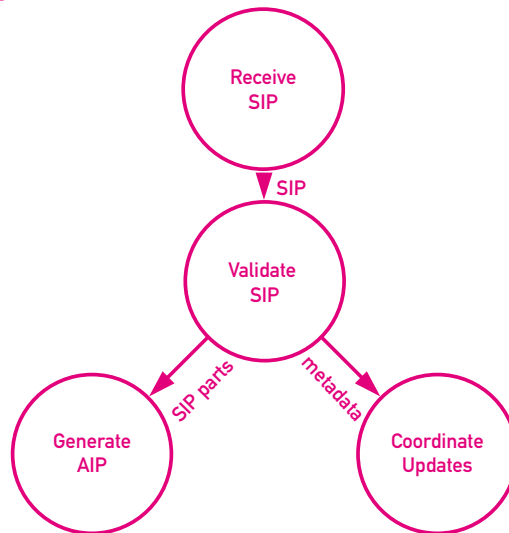 Receive
SIP
SIP
Validate
SIP
SIP parts
metadata
Generate
AIP
Coordinate
Updates